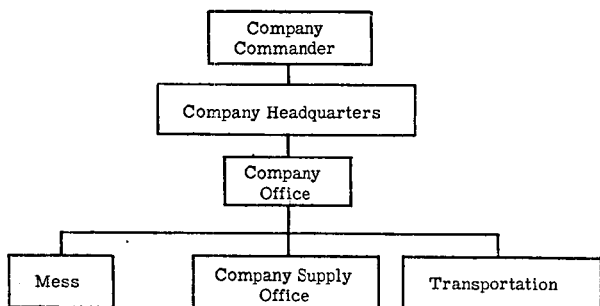 Company
Commander
Company Headquarters
Company
Office
Mess
Company Supply
Office
Transportation